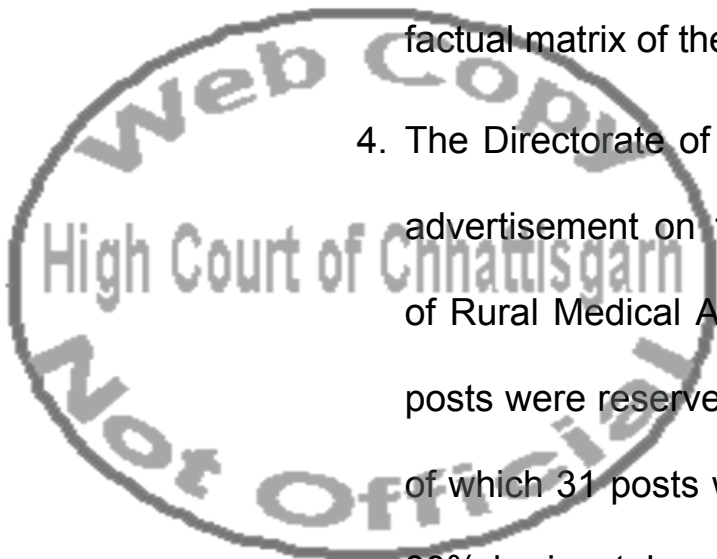 factual matrix of the
Web Copy
4. The Directorate of
advertisement on
High Court of Chhattisgarh
of Rural Medical A
posts were reserve
Not Official
of which 31 posts